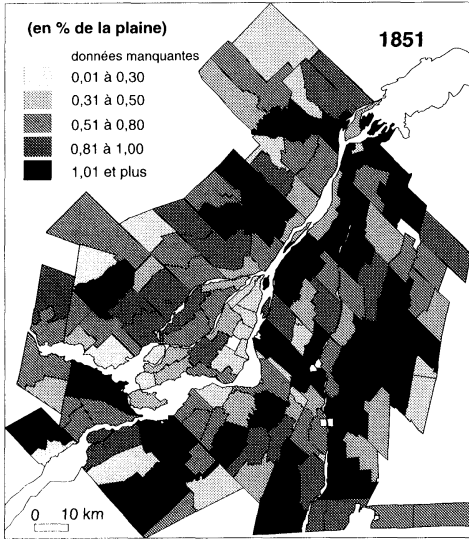 (en % de la plaine)
1851
données manquantes
0,01 à 0,30
0,31 à 0,50
0,51 à 0,80
0,81 à 1,00
1,01 et plus
0 10 km